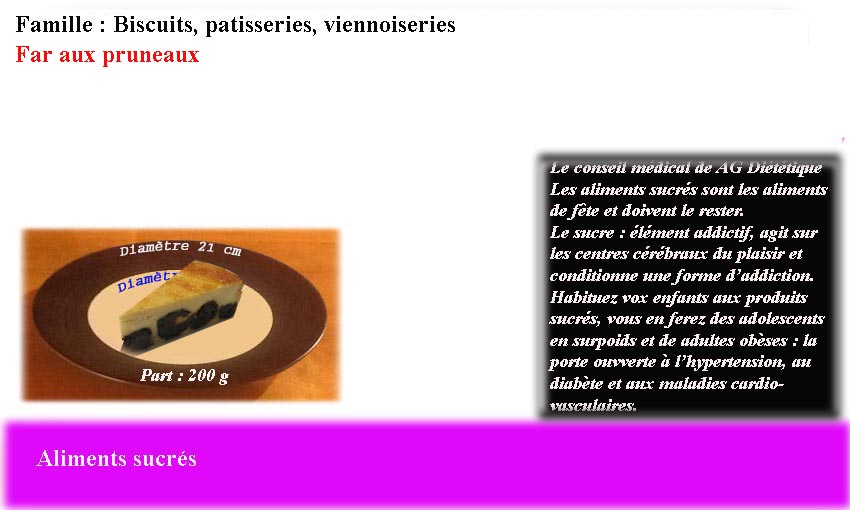 Famille : Biscuits, patisseries, viennoiseries
Far aux pruneaux
Le conseil médical de AG Diététique
Les aliments sucrés sont les aliments
de fête et doivent le rester.
Le sucre : élément addictif, agit sur
les centres cérébraux du plaisir et
conditionne une forme d'addiction.
Habituez vox enfants aux produits
sucrés, vous en ferez des adolescents
en surpoids et de adultes obèses : la
porte ouvverte à l'hypertension, au
diabète et aux maladies cardio-
vasculaires.
Diamètre 21 cm
Diamètr
Part : 200 g
Aliments sucrés